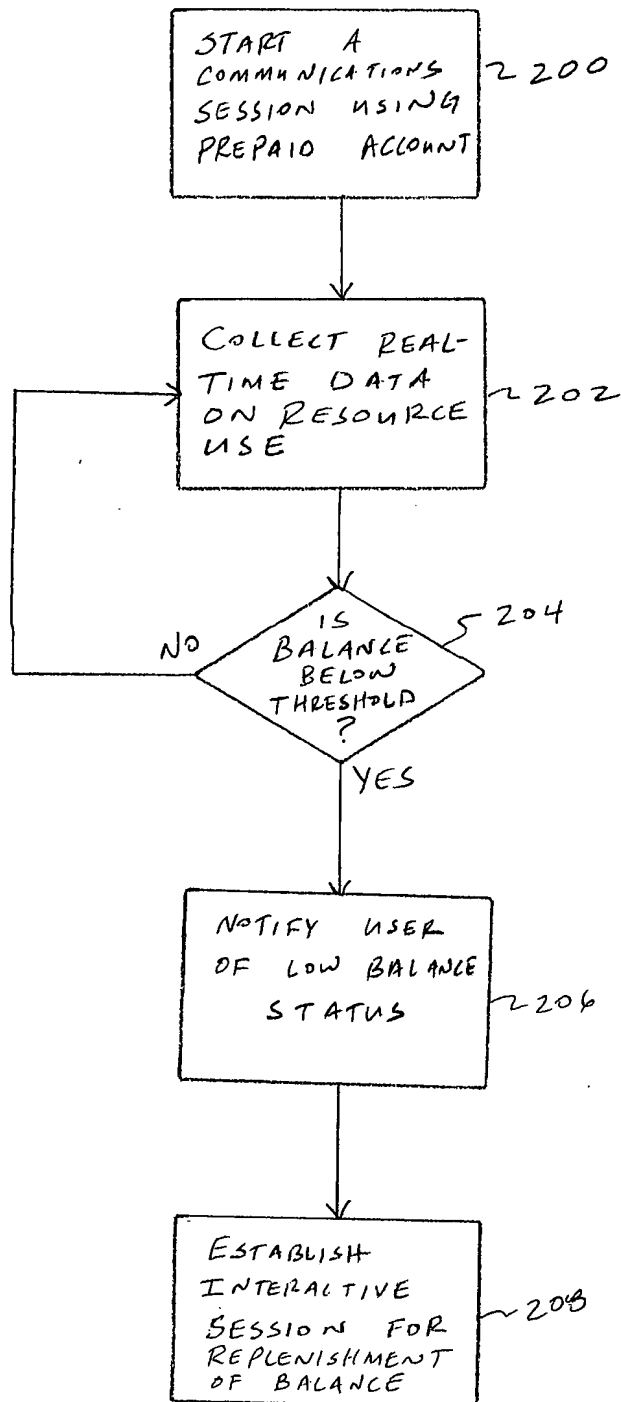 START A
COMMUNICATIONS
SESSION USING
PREPAID ACCOUNT
200
COLLECT REAL-
TIME DATA
ON RESOURCE
USE
202
IS
BALANCE
BELOW
THRESHOLD
?
204
NO
YES
NOTIFY USER
OF LOW BALANCE
STATUS
206
ESTABLISH
INTERACTIVE
SESSION FOR
REPLENISHMENT
OF BALANCE
208